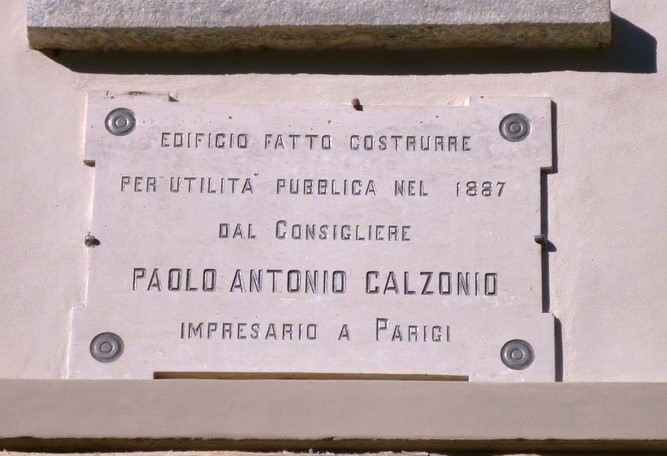 EDIFICIO FATTO COSTRURRE
PER UTILITA' PUBBLICA NEL 1887
DAL CONSIGLIERE
PAOLO ANTONIO CALZONIO
IMPRESARIO A PARIGI